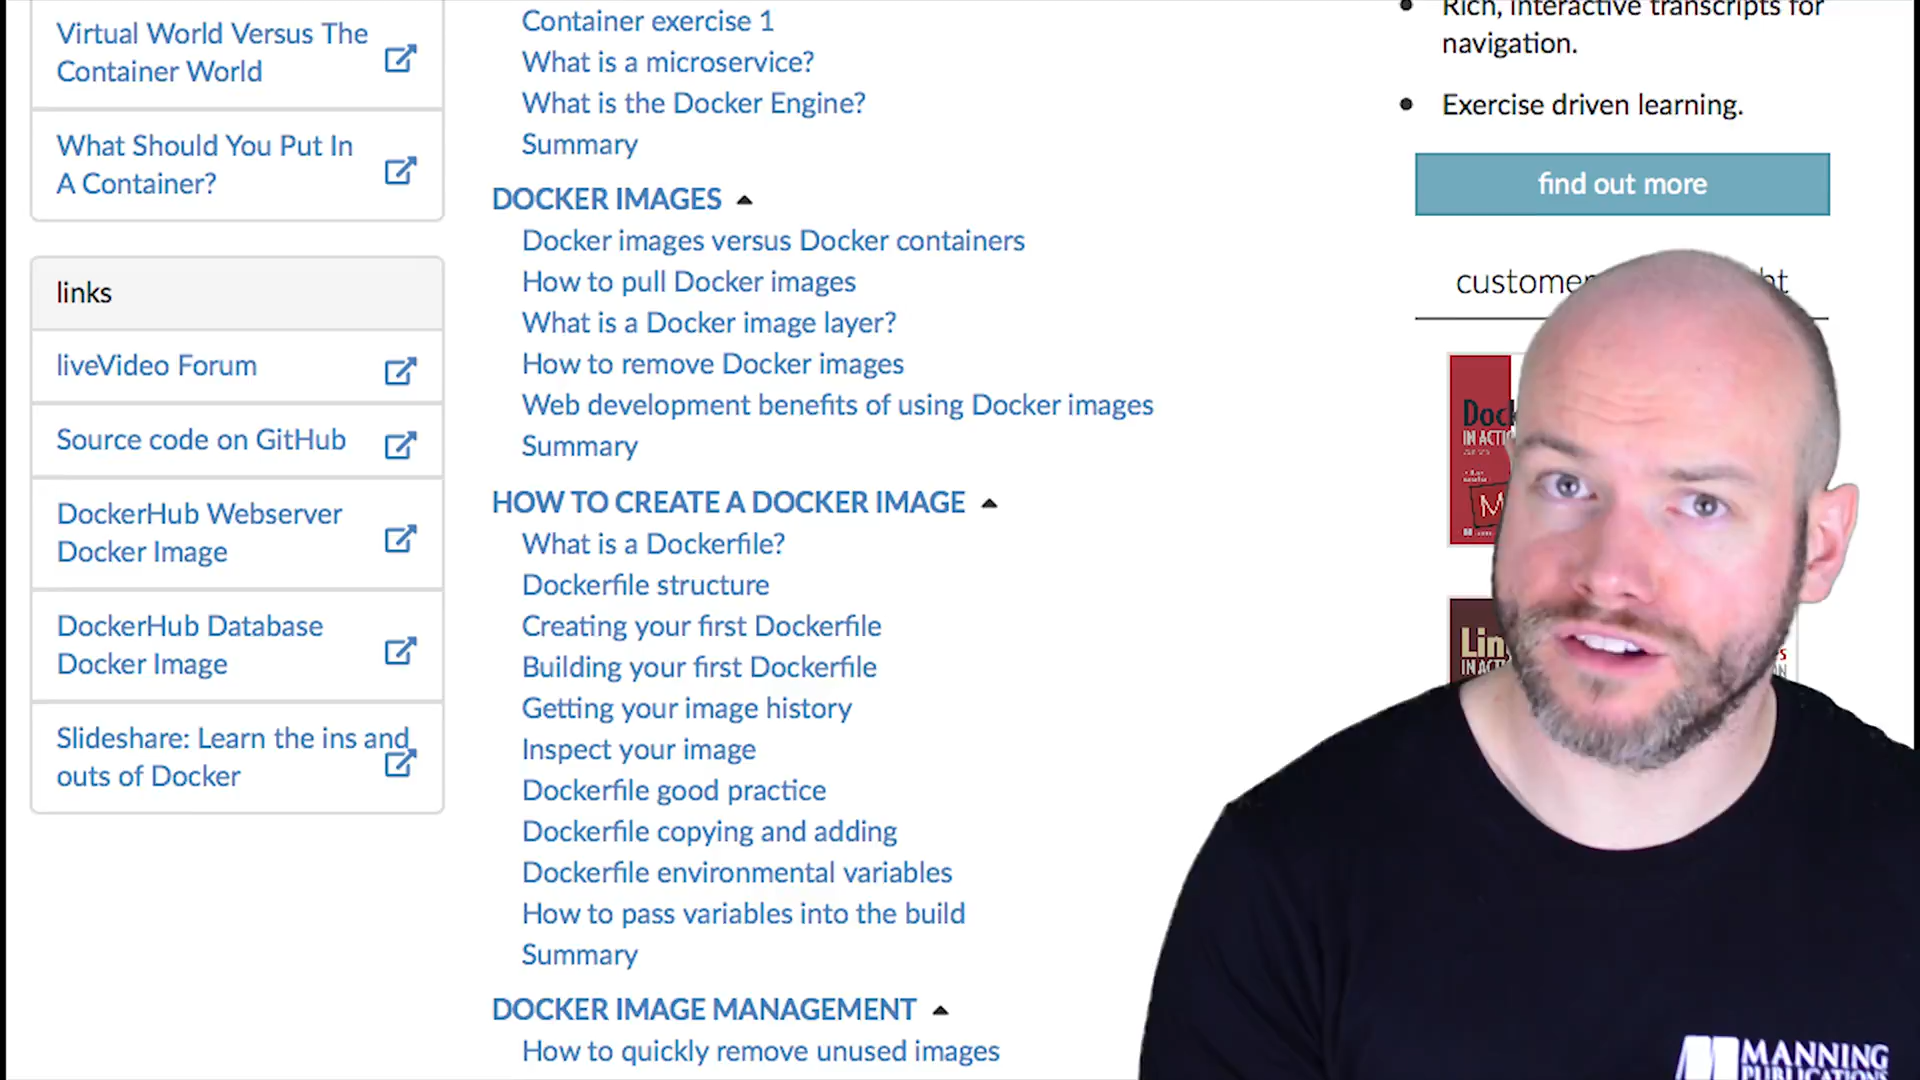 Virtual World Versus The
Container World
What Should You Put In
A Container?
links
liveVideo Forum
Source code on GitHub
DockerHub Webserver
Docker Image
DockerHub Database
Docker Image
Slideshare: Learn the ins and
outs of Docker
Container exercise 1
What is a microservice?
What is the Docker Engine?
Summary
DOCKER IMAGES
Docker images versus Docker containers
How to pull Docker images
What is a Docker image layer?
How to remove Docker images
Web development benefits of using Docker images
Summary
HOW TO CREATE A DOCKER IMAGE
What is a Dockerfile?
Dockerfile structure
Creating your first Dockerfile
Building your first Dockerfile
Getting your image history
Inspect your image
Dockerfile good practice
Dockerfile copying and adding
Dockerfile environmental variables
How to pass variables into the build
Summary
DOCKER IMAGE MANAGEMENT
How to quickly remove unused images
Rich, interactive transcripts for
navigation.
Exercise driven learning.
find out more
MANNING
PUBLICATIONS